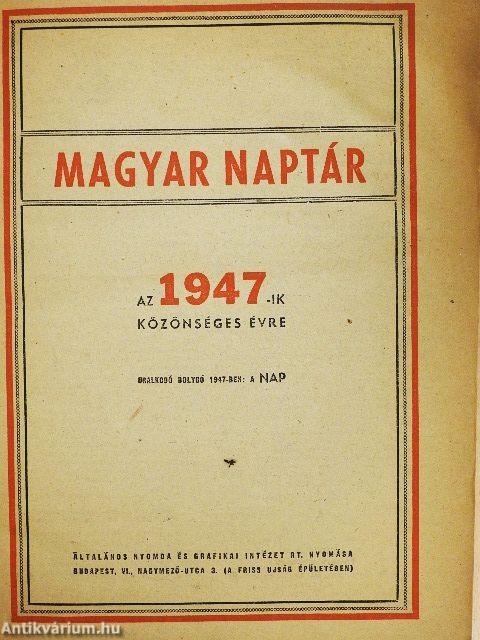 MAGYAR NAPTÁR
AZ 1947-IK
KÖZÖNSÉGES ÉVRE
URALKODÓ BOLYGÓ 1947-BEN: A NAP
ÁLTALÁNOS NYOMDA ÉS GRAFIKAI INTÉZET RT. NYOMÁSA
BUDAPEST, VI., NAGYMEZŐ-UTCA 3. (A FRISS UJSÁG ÉPÜLETÉBEN)
Antikvárium.hu